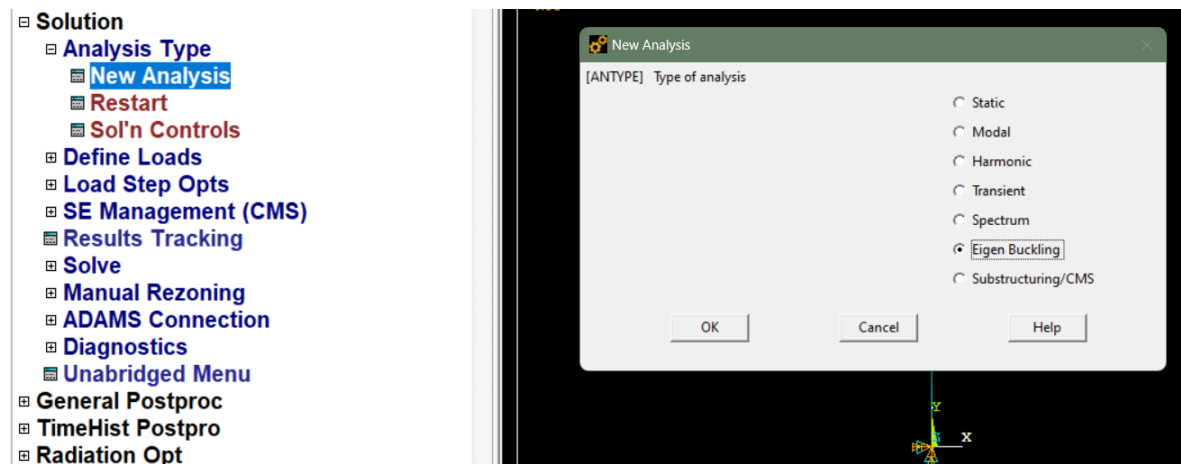 Solution
Analysis Type
New Analysis
Restart
Sol'n Controls
Define Loads
Load Step Opts
SE Management (CMS)
Results Tracking
Solve
Manual Rezoning
ADAMS Connection
Diagnostics
Unabridged Menu
General Postproc
TimeHist Postpro
Radiation Opt
New Analysis
[ANTYPE] Type of analysis
Static
Modal
Harmonic
Transient
Spectrum
Eigen Buckling
Substructuring/CMS
OK Cancel Help
Y
X